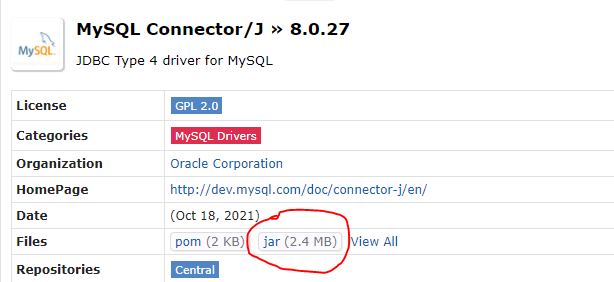 MySQL Connector/J » 8.0.27
MySQL
JDBC Type 4 driver for MySQL
License GPL 2.0
Categories MySQL Drivers
Organization Oracle Corporation
HomePage http://dev.mysql.com/doc/connector-j/en/
Date (Oct 18, 2021)
Files pom (2 KB) jar (2.4 MB) View All
Repositories Central